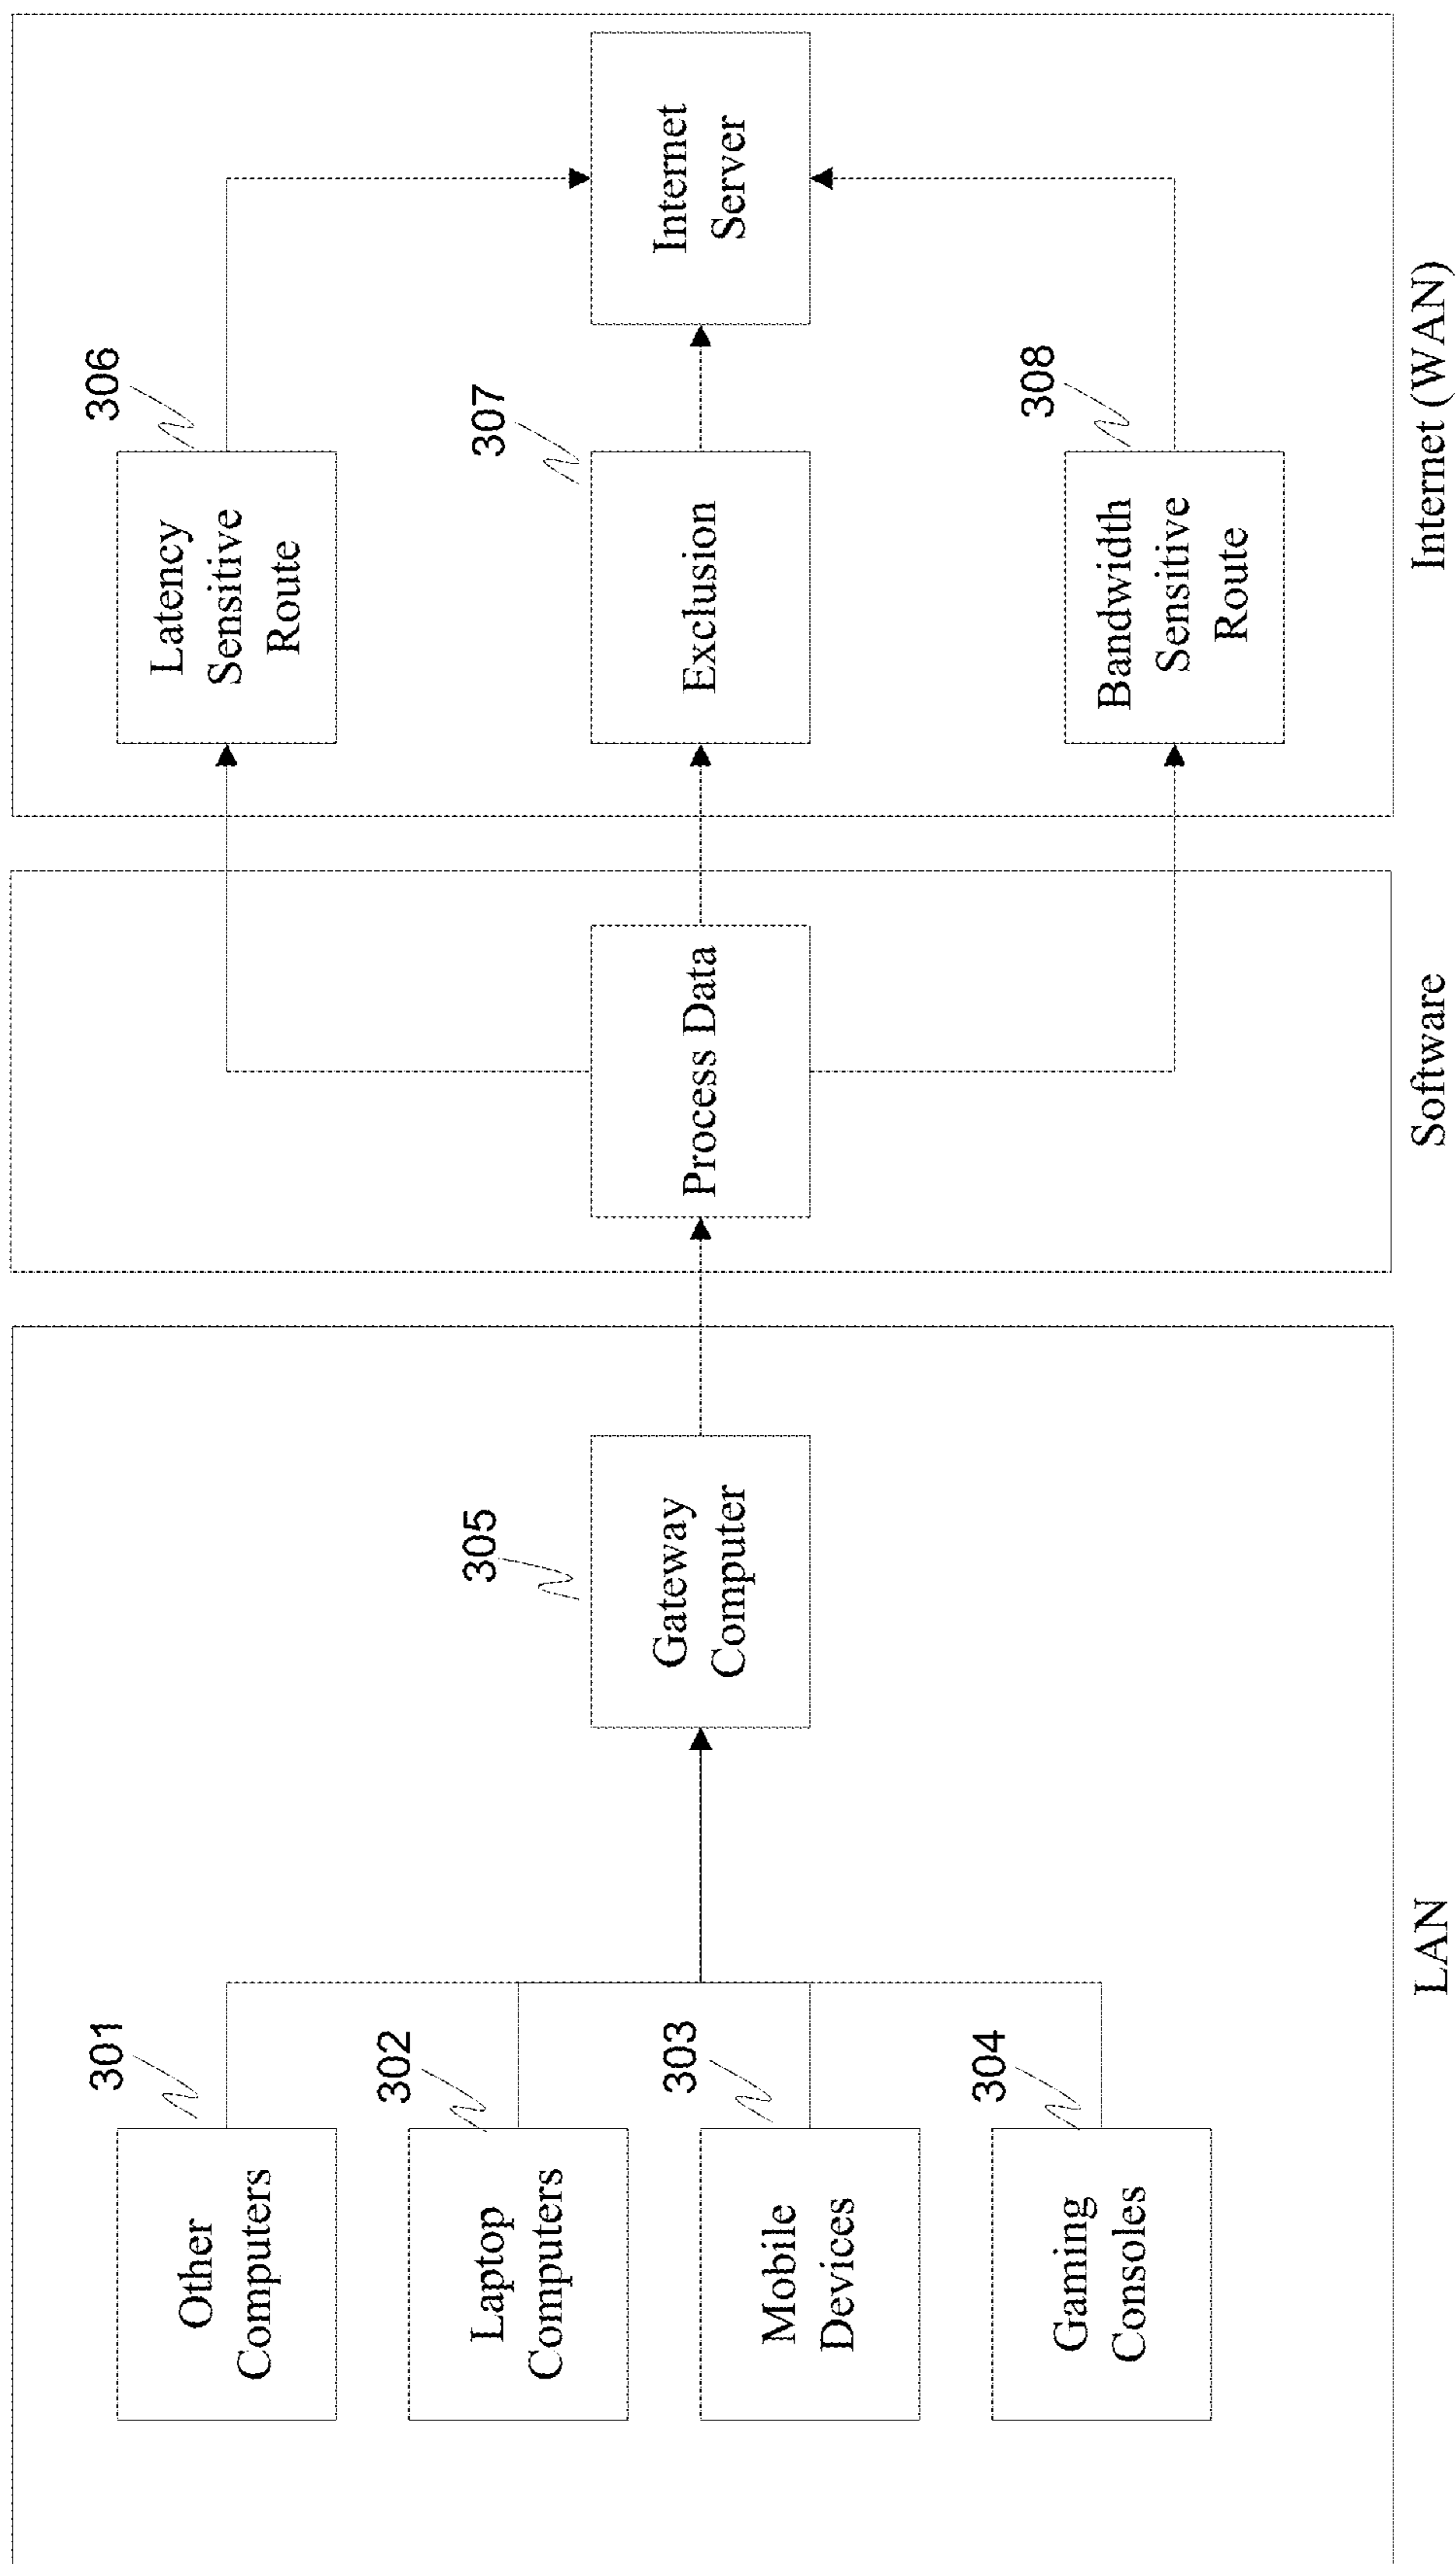 301
Other
Computers
302
Laptop
Computers
303
Mobile
Devices
304
Gaming
Consoles
305
Gateway
Computer
LAN
Process Data
Software
306
Latency
Sensitive
Route
307
Exclusion
308
Bandwidth
Sensitive
Route
Internet
Server
Internet (WAN)